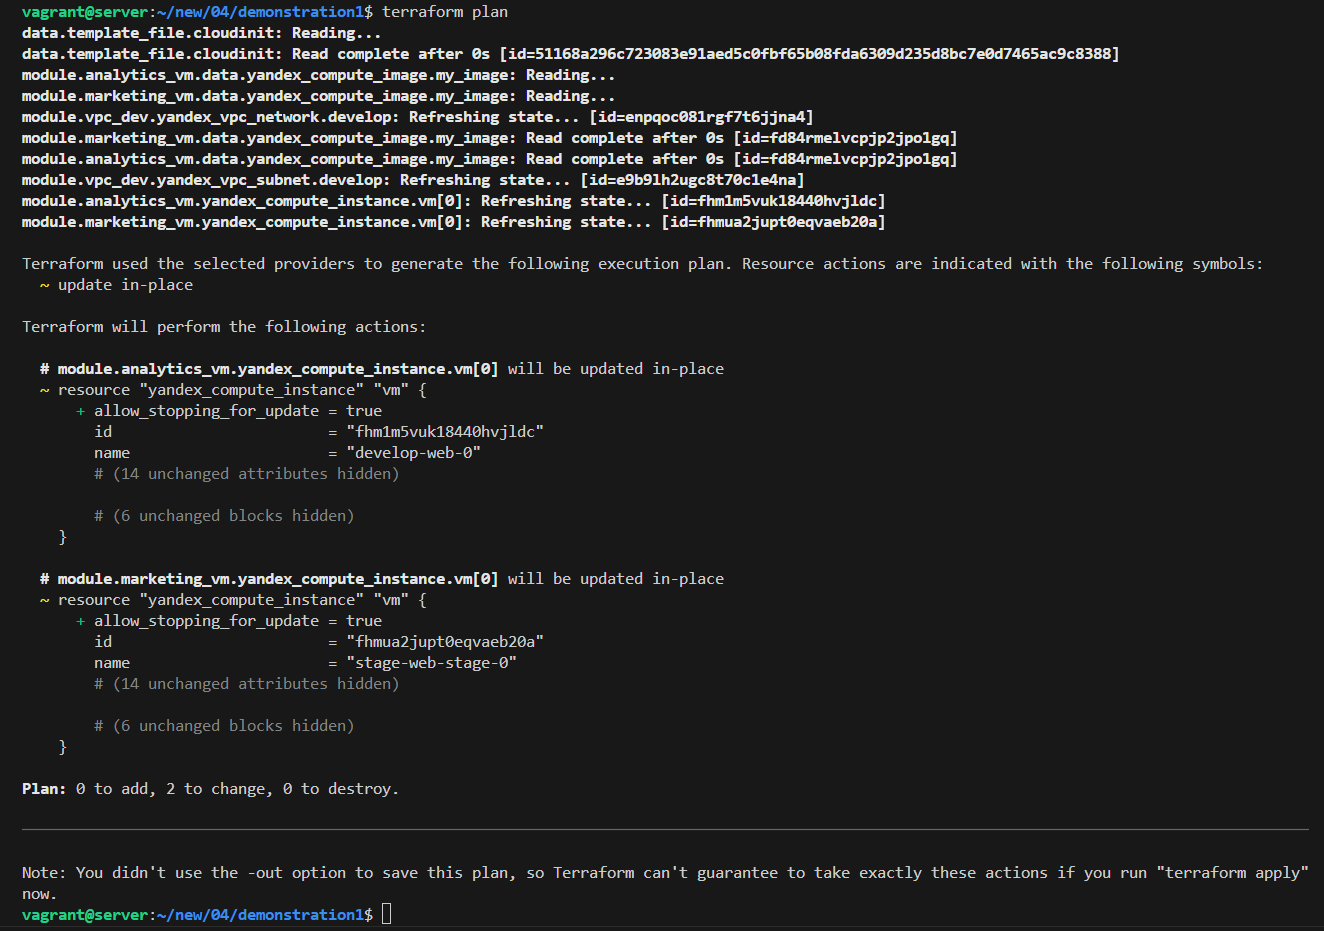 vagrant@server:~/new/04/demonstration1$ terraform plan
data.template_file.cloudinit: Reading...
data.template_file.cloudinit: Read complete after 0s [id=51168a296c723083e91aed5c0fbf65b08fda6309d235d8bc7e0d7465ac9c8388]
module.analytics_vm.data.yandex_compute_image.my_image: Reading...
module.marketing_vm.data.yandex_compute_image.my_image: Reading...
module.vpc_dev.yandex_vpc_network.develop: Refreshing state... [id=enpqoc081rgf7t6jjna4]
module.marketing_vm.data.yandex_compute_image.my_image: Read complete after 0s [id=fd84rmelvcpjp2jpo1gq]
module.analytics_vm.data.yandex_compute_image.my_image: Read complete after 0s [id=fd84rmelvcpjp2jpo1gq]
module.vpc_dev.yandex_vpc_subnet.develop: Refreshing state... [id=e9b9lh2ugc8t70c1e4na]
module.analytics_vm.yandex_compute_instance.vm[0]: Refreshing state... [id=fhm1m5vuk18440hvjldc]
module.marketing_vm.yandex_compute_instance.vm[0]: Refreshing state... [id=fhmua2jupt0eqvaeb20a]
Terraform used the selected providers to generate the following execution plan. Resource actions are indicated with the following symbols:
~ update in-place
Terraform will perform the following actions:
# module.analytics_vm.yandex_compute_instance.vm[0] will be updated in-place
~ resource "yandex_compute_instance" "vm" {
+ allow_stopping_for_update = true
id = "fhm1m5vuk18440hvjldc"
name = "develop-web-0"
# (14 unchanged attributes hidden)
# (6 unchanged blocks hidden)
}
# module.marketing_vm.yandex_compute_instance.vm[0] will be updated in-place
~ resource "yandex_compute_instance" "vm" {
+ allow_stopping_for_update = true
id = "fhmua2jupt0eqvaeb20a"
name = "stage-web-stage-0"
# (14 unchanged attributes hidden)
# (6 unchanged blocks hidden)
}
Plan: 0 to add, 2 to change, 0 to destroy.
Note: You didn't use the -out option to save this plan, so Terraform can't guarantee to take exactly these actions if you run "terraform apply"
now.
vagrant@server:~/new/04/demonstration1$